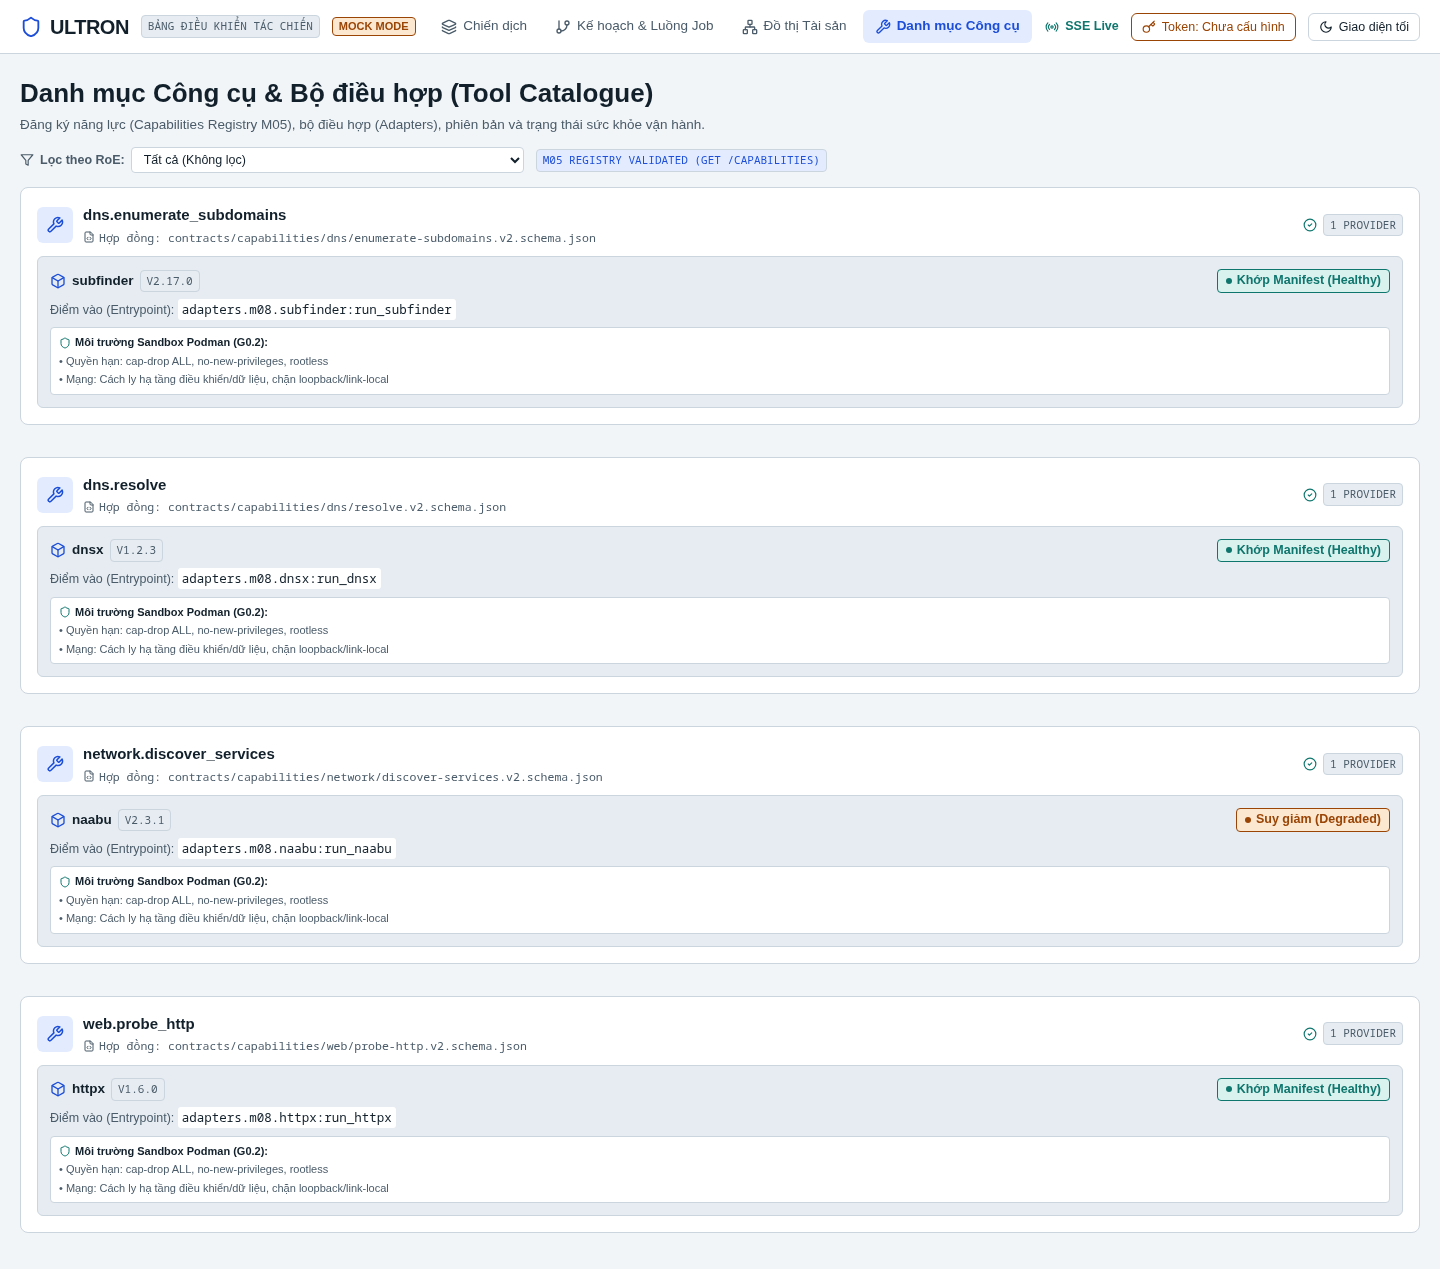 ULTRON
BẢNG ĐIỀU KHIỂN TÁC CHIẾN
MOCK MODE
Chiến dịch
Kế hoạch & Luồng Job
Đồ thị Tài sản
Danh mục Công cụ
SSE Live
Token: Chưa cấu hình
Giao diện tối
Danh mục Công cụ & Bộ điều hợp (Tool Catalogue)
Đăng ký năng lực (Capabilities Registry M05), bộ điều hợp (Adapters), phiên bản và trạng thái sức khỏe vận hành.
Lọc theo RoE:
Tất cả (Không lọc)
M05 REGISTRY VALIDATED (GET /CAPABILITIES)
dns.enumerate_subdomains
Hợp đồng: contracts/capabilities/dns/enumerate-subdomains.v2.schema.json
1 PROVIDER
subfinder
V2.17.0
Khớp Manifest (Healthy)
Điểm vào (Entrypoint): adapters.m08.subfinder:run_subfinder
Môi trường Sandbox Podman (G0.2):
• Quyền hạn: cap-drop ALL, no-new-privileges, rootless
• Mạng: Cách ly hạ tầng điều khiển/dữ liệu, chặn loopback/link-local
dns.resolve
Hợp đồng: contracts/capabilities/dns/resolve.v2.schema.json
1 PROVIDER
dnsx
V1.2.3
Khớp Manifest (Healthy)
Điểm vào (Entrypoint): adapters.m08.dnsx:run_dnsx
Môi trường Sandbox Podman (G0.2):
• Quyền hạn: cap-drop ALL, no-new-privileges, rootless
• Mạng: Cách ly hạ tầng điều khiển/dữ liệu, chặn loopback/link-local
network.discover_services
Hợp đồng: contracts/capabilities/network/discover-services.v2.schema.json
1 PROVIDER
naabu
V2.3.1
Suy giảm (Degraded)
Điểm vào (Entrypoint): adapters.m08.naabu:run_naabu
Môi trường Sandbox Podman (G0.2):
• Quyền hạn: cap-drop ALL, no-new-privileges, rootless
• Mạng: Cách ly hạ tầng điều khiển/dữ liệu, chặn loopback/link-local
web.probe_http
Hợp đồng: contracts/capabilities/web/probe-http.v2.schema.json
1 PROVIDER
httpx
V1.6.0
Khớp Manifest (Healthy)
Điểm vào (Entrypoint): adapters.m08.httpx:run_httpx
Môi trường Sandbox Podman (G0.2):
• Quyền hạn: cap-drop ALL, no-new-privileges, rootless
• Mạng: Cách ly hạ tầng điều khiển/dữ liệu, chặn loopback/link-local